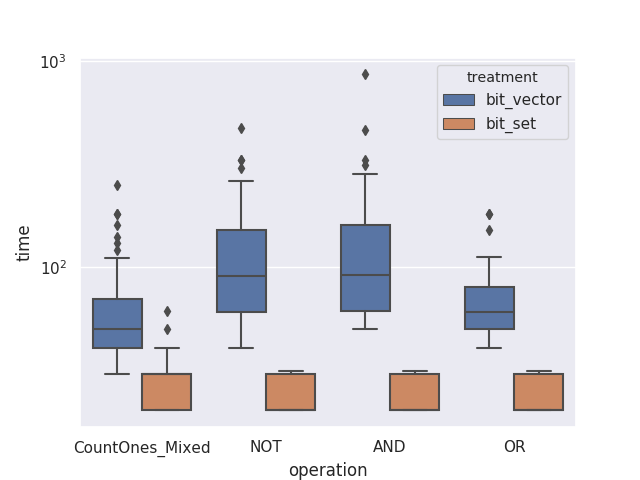 10³
treatment
bit_vector
bit_set
time
10²
CountOnes_Mixed NOT AND OR
operation